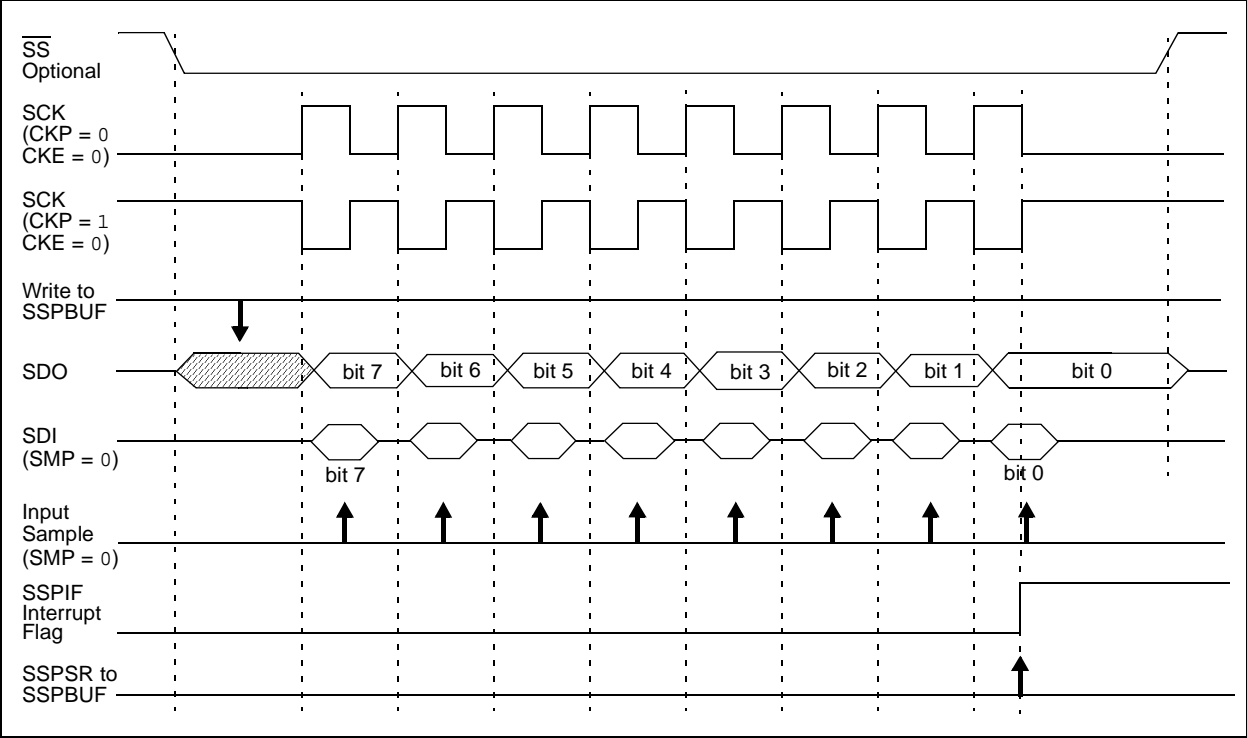 SS
Optional
SCK
(CKP = 0
CKE = 0)
SCK
(CKP = 1
CKE = 0)
Write to
SSPBUF
SDO
bit 7 bit 6 bit 5 bit 4 bit 3 bit 2 bit 1 bit 0
SDI
(SMP = 0)
bit 7 bit 0
Input
Sample
(SMP = 0)
SSPIF
Interrupt
Flag
SSPSR to
SSPBUF